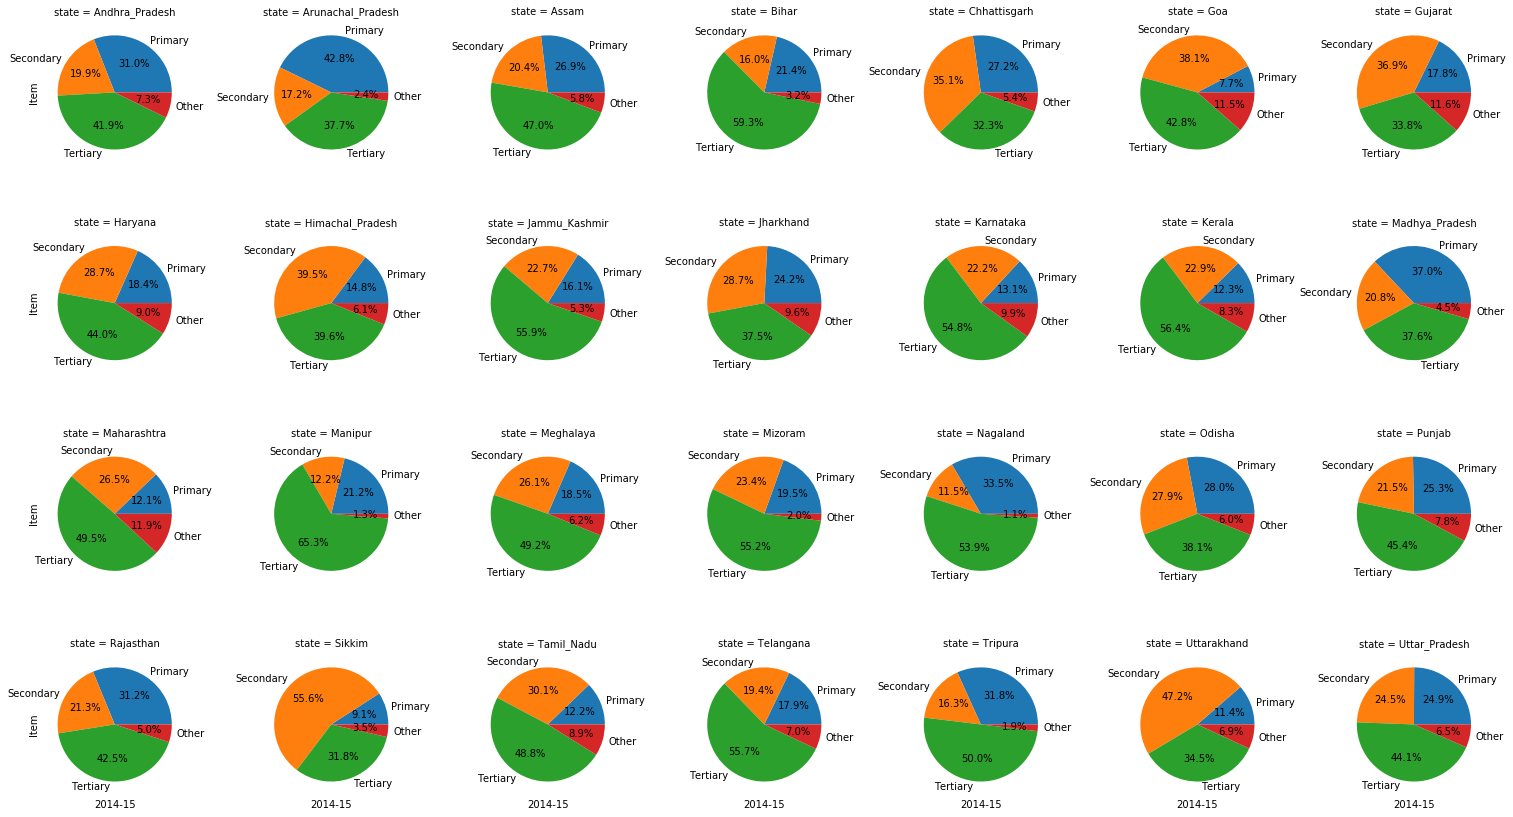 state = Andhra_Pradesh
Primary
31.0%
Secondary
19.9%
Tertiary
41.9%
Other
7.3%
Item
state = Arunachal_Pradesh
Primary
42.8%
Secondary
17.2%
Tertiary
37.7%
Other
2.4%
state = Assam
Primary
26.9%
Secondary
20.4%
Tertiary
47.0%
Other
5.8%
state = Bihar
Primary
21.4%
Secondary
16.0%
Tertiary
59.3%
Other
3.2%
state = Chhattisgarh
Primary
27.2%
Secondary
35.1%
Tertiary
32.3%
Other
5.4%
state = Goa
Primary
7.7%
Secondary
38.1%
Tertiary
42.8%
Other
11.5%
state = Gujarat
Primary
17.8%
Secondary
36.9%
Tertiary
33.8%
Other
11.6%
state = Haryana
Primary
18.4%
Secondary
28.7%
Tertiary
44.0%
Other
9.0%
Item
state = Himachal_Pradesh
Primary
14.8%
Secondary
39.5%
Tertiary
39.6%
Other
6.1%
state = Jammu_Kashmir
Primary
16.1%
Secondary
22.7%
Tertiary
55.9%
Other
5.3%
state = Jharkhand
Primary
24.2%
Secondary
28.7%
Tertiary
37.5%
Other
9.6%
state = Karnataka
Primary
13.1%
Secondary
22.2%
Tertiary
54.8%
Other
9.9%
state = Kerala
Primary
12.3%
Secondary
22.9%
Tertiary
56.4%
Other
8.3%
state = Madhya_Pradesh
Primary
37.0%
Secondary
20.8%
Tertiary
37.6%
Other
4.5%
state = Maharashtra
Primary
12.1%
Secondary
26.5%
Tertiary
49.5%
Other
11.9%
Item
state = Manipur
Primary
21.2%
Secondary
12.2%
Tertiary
65.3%
Other
1.3%
state = Meghalaya
Primary
18.5%
Secondary
26.1%
Tertiary
49.2%
Other
6.2%
state = Mizoram
Primary
19.5%
Secondary
23.4%
Tertiary
55.2%
Other
2.0%
state = Nagaland
Primary
33.5%
Secondary
11.5%
Tertiary
53.9%
Other
1.1%
state = Odisha
Primary
28.0%
Secondary
27.9%
Tertiary
38.1%
Other
6.0%
state = Punjab
Primary
25.3%
Secondary
21.5%
Tertiary
45.4%
Other
7.8%
state = Rajasthan
Primary
31.2%
Secondary
21.3%
Tertiary
42.5%
Other
5.0%
Item
2014-15
state = Sikkim
Primary
9.1%
Secondary
55.6%
Tertiary
31.8%
Other
3.5%
2014-15
state = Tamil_Nadu
Primary
12.2%
Secondary
30.1%
Tertiary
48.8%
Other
8.9%
2014-15
state = Telangana
Primary
17.9%
Secondary
19.4%
Tertiary
55.7%
Other
7.0%
2014-15
state = Tripura
Primary
31.8%
Secondary
16.3%
Tertiary
50.0%
Other
1.9%
2014-15
state = Uttarakhand
Primary
11.4%
Secondary
47.2%
Tertiary
34.5%
Other
6.9%
2014-15
state = Uttar_Pradesh
Primary
24.9%
Secondary
24.5%
Tertiary
44.1%
Other
6.5%
2014-15